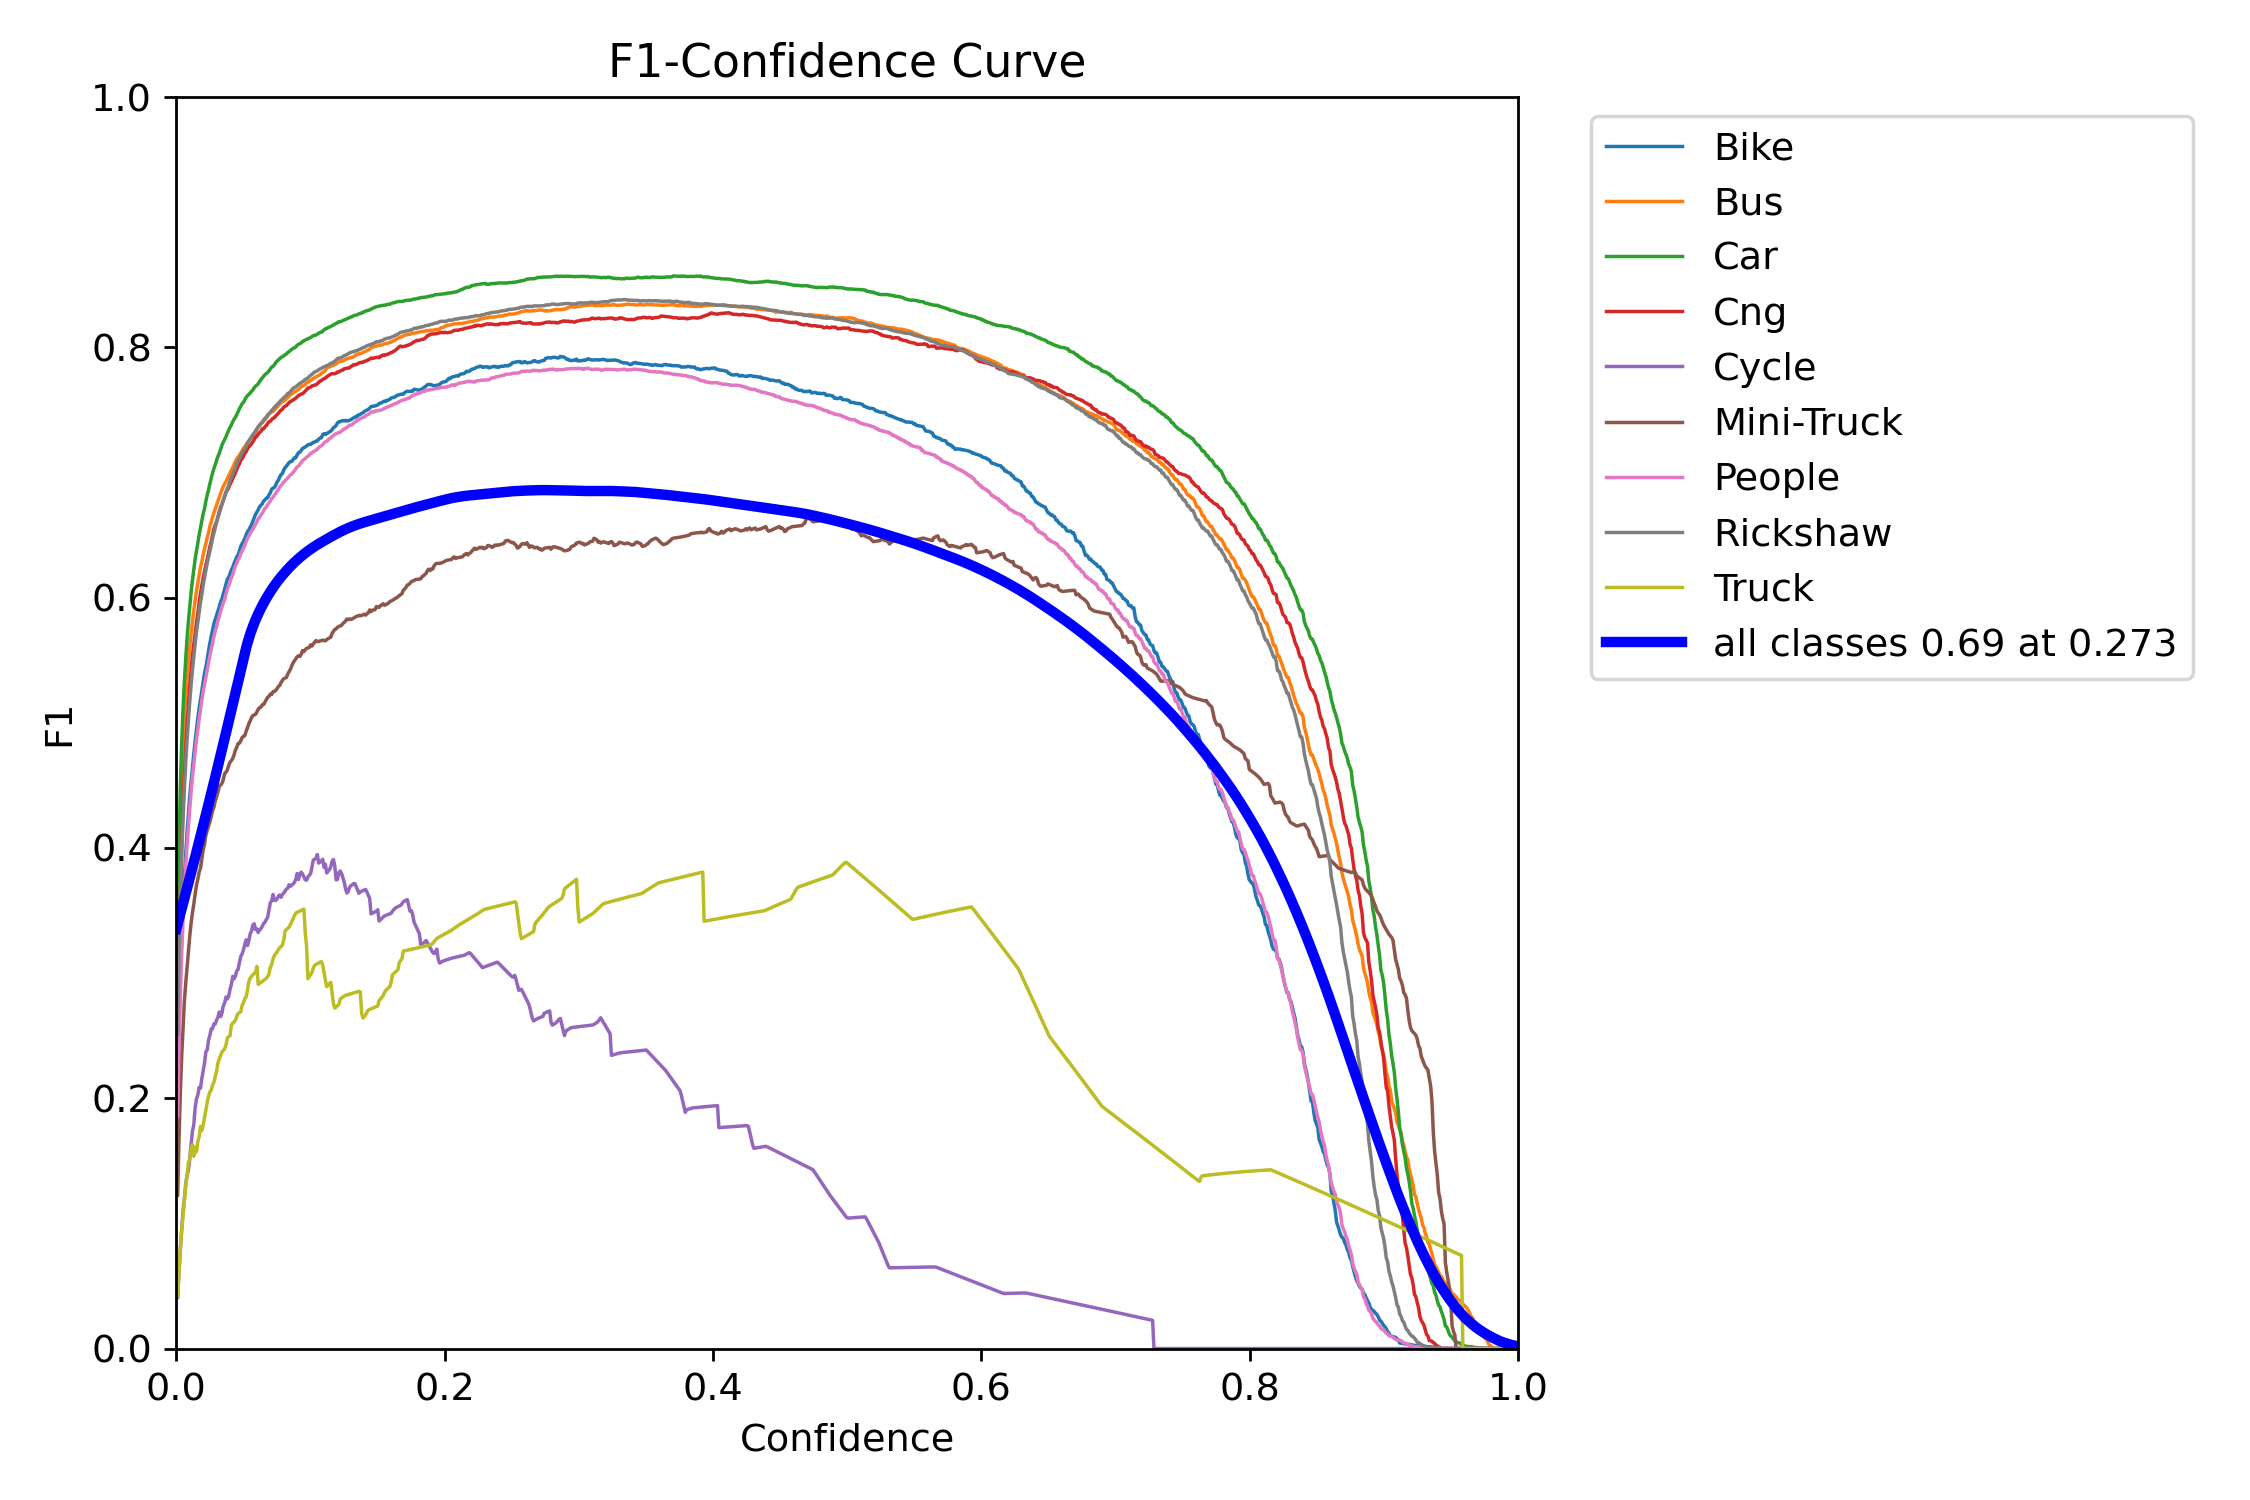 F1-Confidence Curve
1.0
0.8
0.6
0.4
0.2
0.0
F1
0.0 0.2 0.4 0.6 0.8 1.0
Confidence
Bike
Bus
Car
Cng
Cycle
Mini-Truck
People
Rickshaw
Truck
all classes 0.69 at 0.273